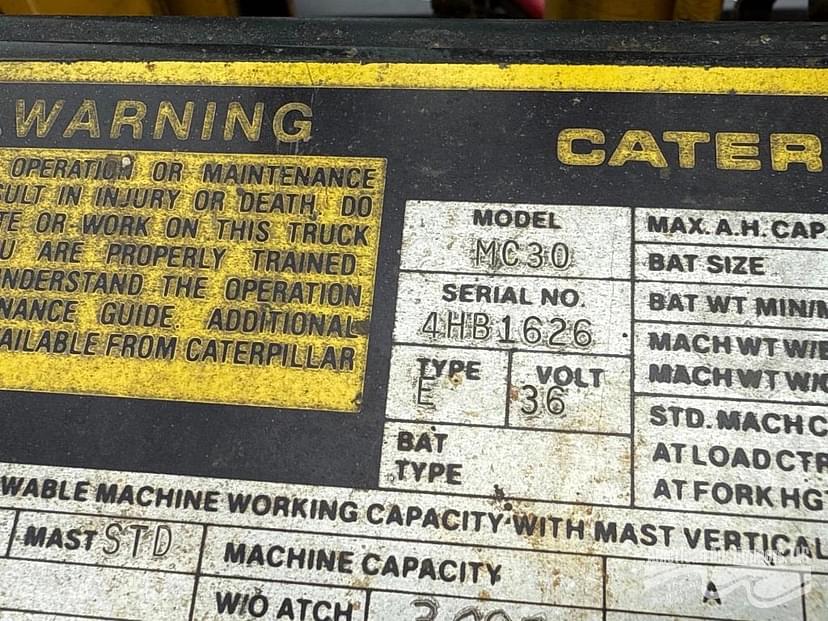 WARNING
OPERATION OR MAINTENANCE
SULT IN INJURY OR DEATH. DO
TE OR WORK ON THIS TRUCK
U ARE PROPERLY TRAINED
UNDERSTAND THE OPERATION
NANCE GUIDE. ADDITIONAL
AILABLE FROM CATERPILLAR
CATER
MODEL
MC30
SERIAL NO.
4HB1626
TYPE
E
VOLT
36
BAT
TYPE
MAX. A.H. CAP
BAT SIZE
BAT WT MIN/M
MACH WT W/B
MACH WT W/O
STD. MACH C
AT LOAD CTR
AT FORK HGT
WABLE MACHINE WORKING CAPACITY WITH MAST VERTICAL
MAST STD
MACHINE CAPACITY
A
W/O ATCH